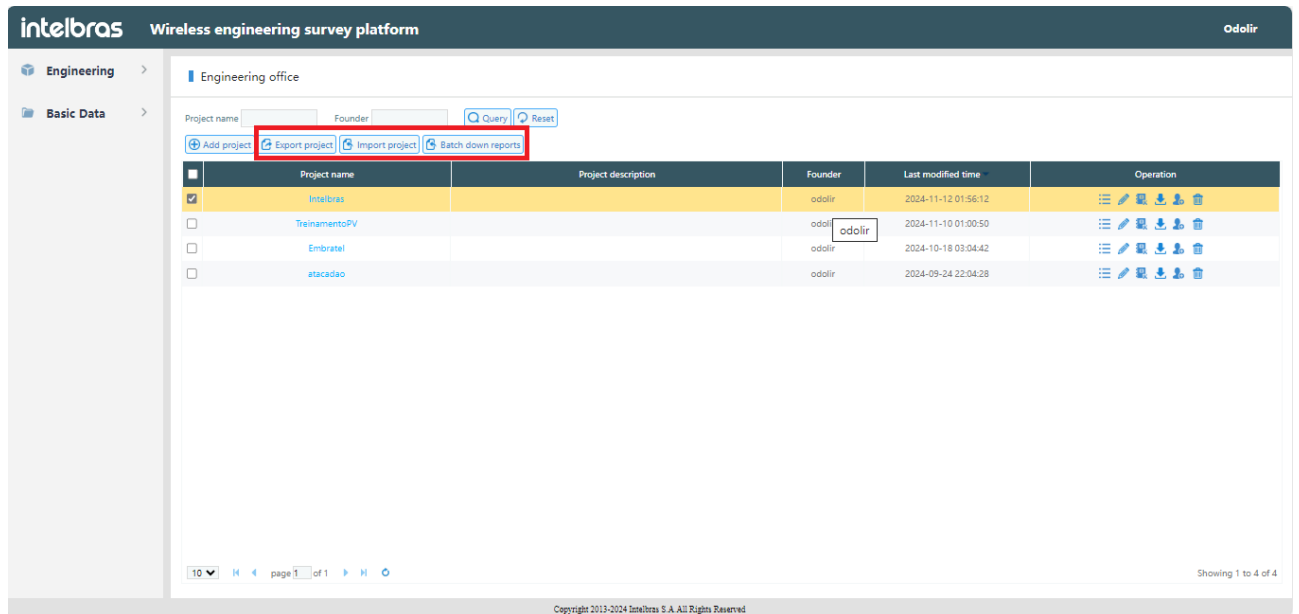 intelbras Wireless engineering survey platform Odolir
Engineering
Engineering office
Basic Data
Project name Founder Query Reset
Add project Export project Import project Batch down reports
Project name Project description Founder Last modified time Operation
Intelbras odolir 2024-11-12 01:56:12
TreinamentoPV odolir 2024-11-10 01:00:50
odolir
Embratel odolir 2024-10-18 03:04:42
atacadao odolir 2024-09-24 22:04:28
10 page 1 of 1 Showing 1 to 4 of 4
Copyright 2013-2024 Intelbras S.A.All Rights Reserved